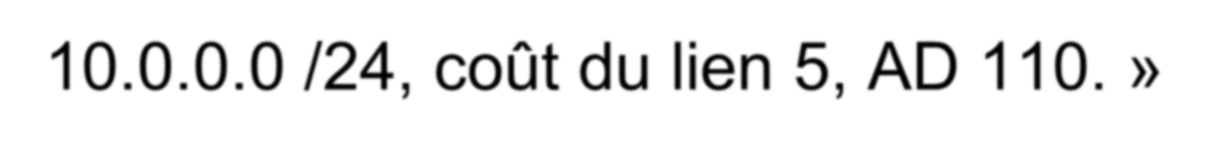 10.0.0.0 /24, coût du lien 5, AD 110. »